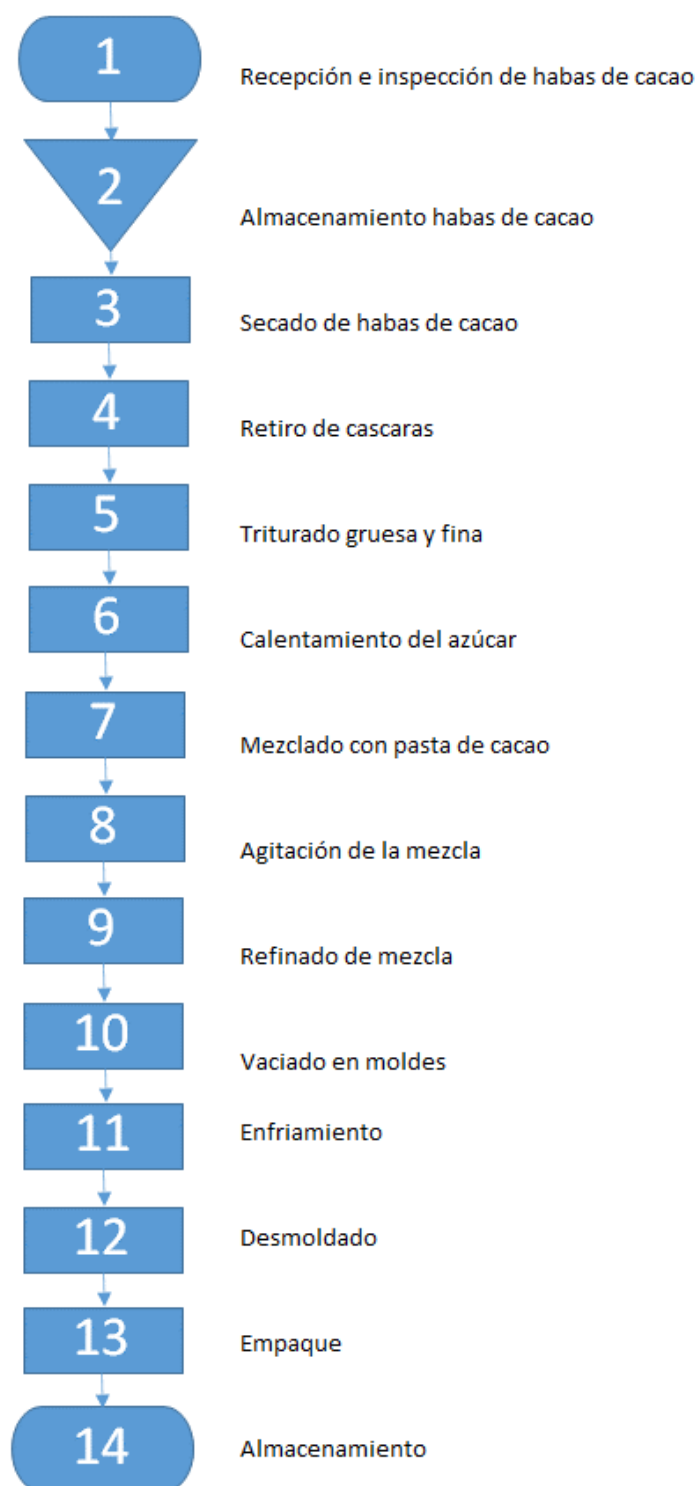 1
Recepción e inspección de habas de cacao
2
Almacenamiento habas de cacao
3
Secado de habas de cacao
4
Retiro de cascaras
5
Triturado gruesa y fina
6
Calentamiento del azúcar
7
Mezclado con pasta de cacao
8
Agitación de la mezcla
9
Refinado de mezcla
10
Vaciado en moldes
11
Enfriamiento
12
Desmoldado
13
Empaque
14
Almacenamiento